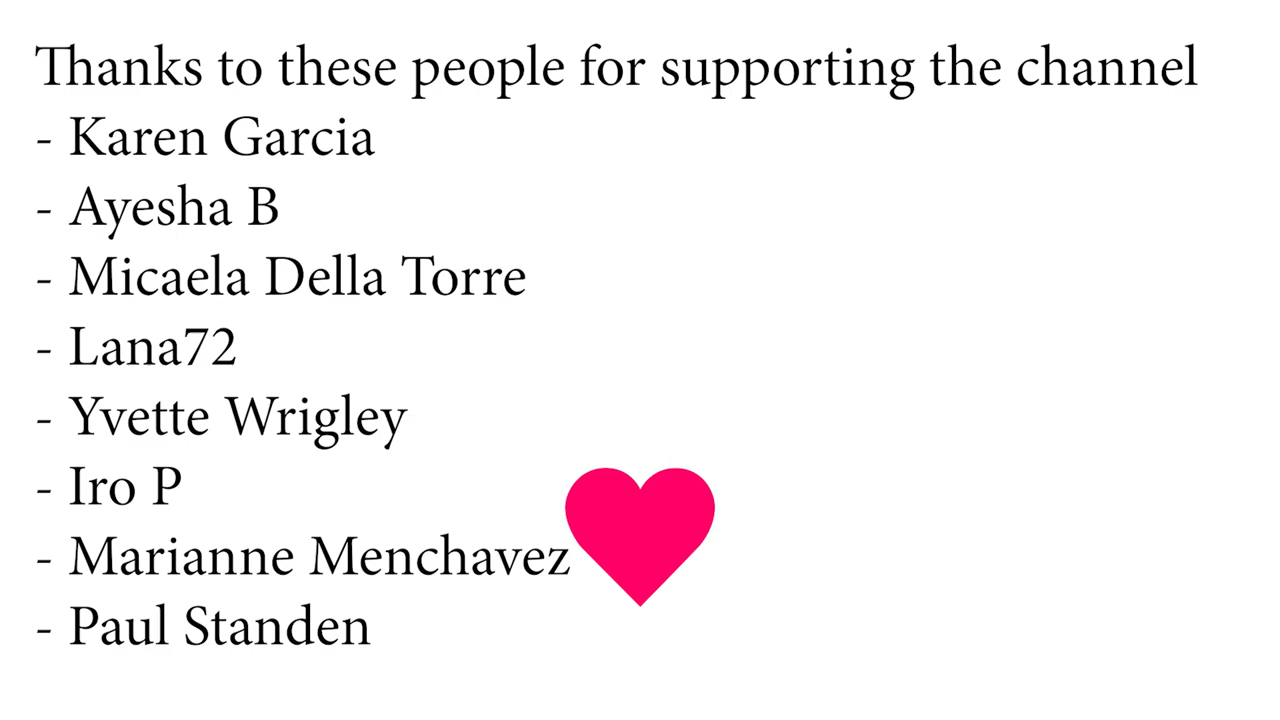 Thanks to these people for supporting the channel
- Karen Garcia
- Ayesha B
- Micaela Della Torre
- Lana72
- Yvette Wrigley
- Iro P
- Marianne Menchavez
- Paul Standen